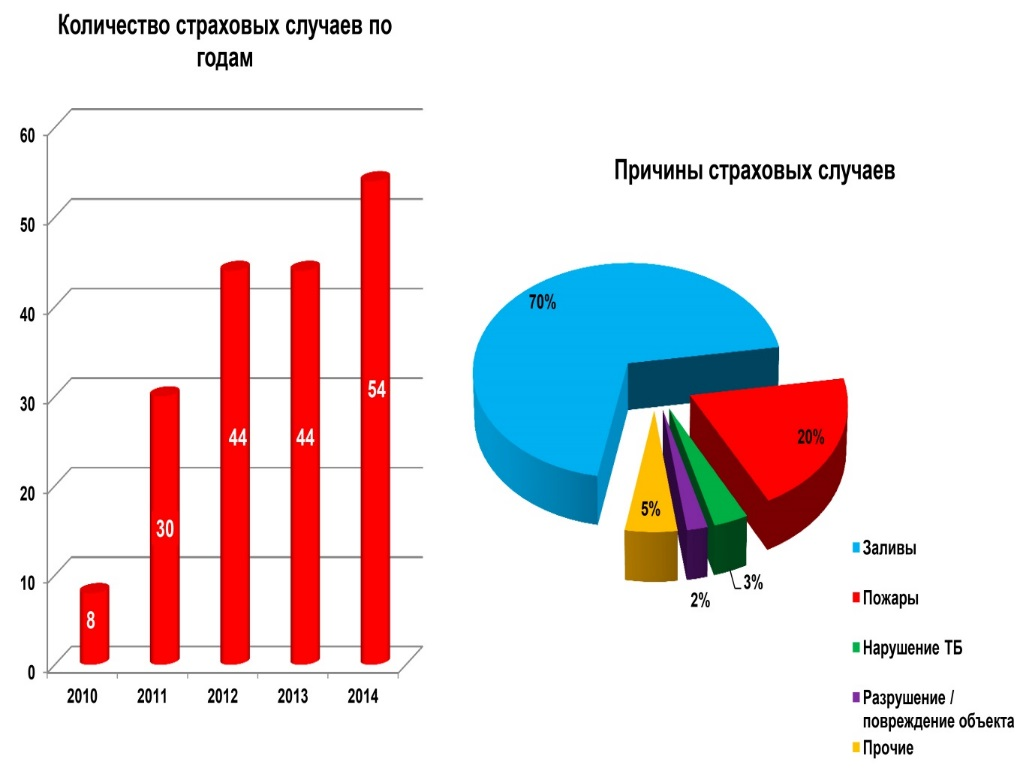 Количество страховых случаев по
годам
60
50
40
30
20
10
0
8
30
44
44
54
2010
2011
2012
2013
2014
Причины страховых случаев
70%
20%
5%
3%
2%
Заливы
Пожары
Нарушение ТБ
Разрушение /
повреждение объекта
Прочие